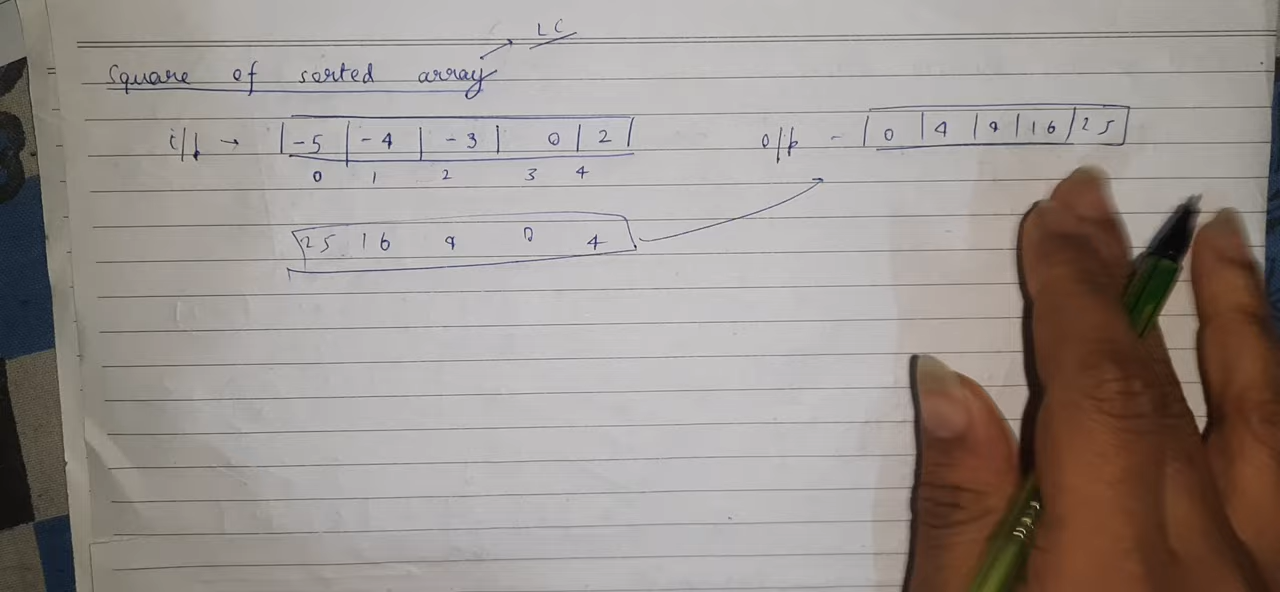 LC
Square of sorted array
i/p → -5 -4 -3 0 2 o/p - 0 4 9 16 25
0 1 2 3 4
25 16 9 0 4